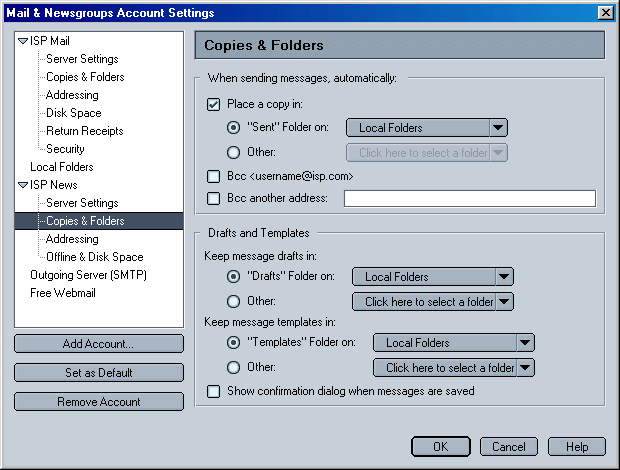 Mail & Newsgroups Account Settings
ISP Mail
Server Settings
Copies & Folders
Addressing
Disk Space
Return Receipts
Security
Local Folders
ISP News
Server Settings
Copies & Folders
Addressing
Offline & Disk Space
Outgoing Server (SMTP)
Free Webmail
Add Account...
Set as Default
Remove Account
Copies & Folders
When sending messages, automatically:
Place a copy in:
"Sent" Folder on: Local Folders
Other: Click here to select a folder
Bcc <username@isp.com>
Bcc another address:
Drafts and Templates
Keep message drafts in:
"Drafts" Folder on: Local Folders
Other: Click here to select a folder
Keep message templates in:
"Templates" Folder on: Local Folders
Other: Click here to select a folder
Show confirmation dialog when messages are saved
OK Cancel Help